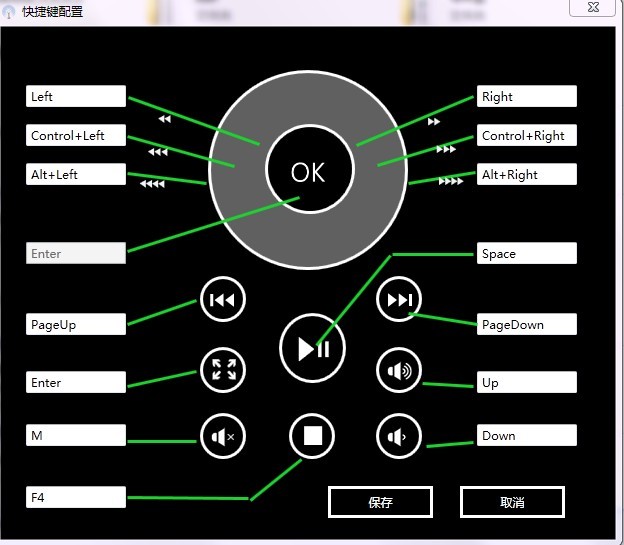 快捷键配置
Left
Right
Control+Left
Control+Right
OK
Alt+Left
Alt+Right
Enter
Space
PageUp
PageDown
Enter
Up
M
Down
F4
保存
取消